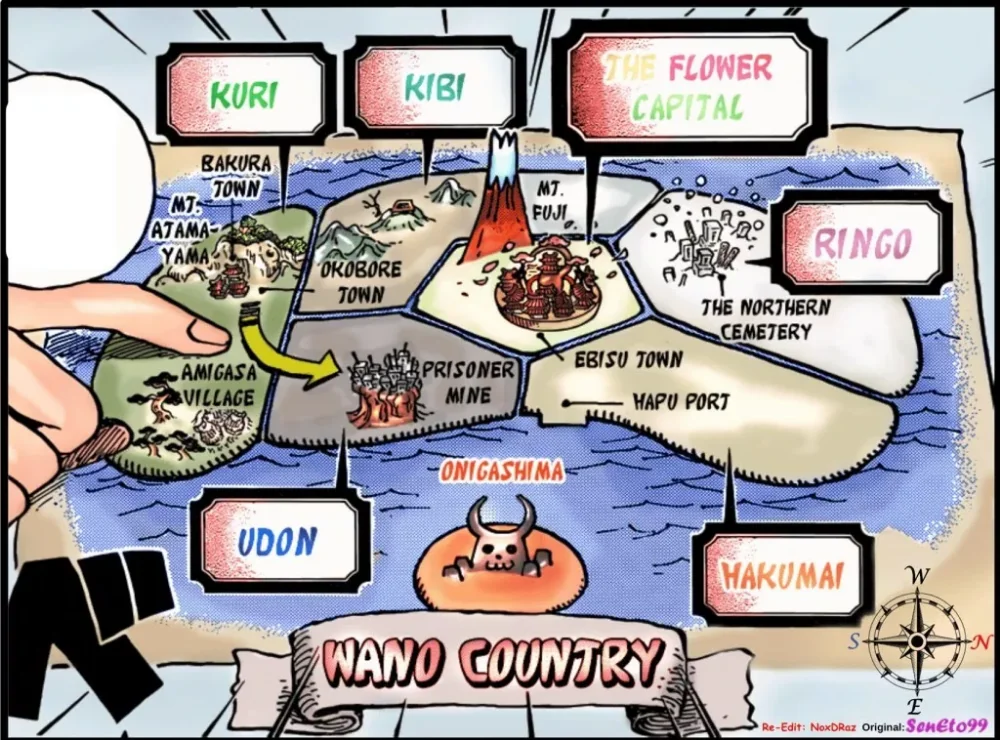 KURI
KIBI
THE FLOWER
CAPITAL
BAKURA
TOWN
MT.
ATAMA-
YAMA
MT.
FUJI
OKOBORE
TOWN
RINGO
THE NORTHERN
CEMETERY
AMIGASA
VILLAGE
PRISONER
MINE
EBISU TOWN
HAPU PORT
ONIGASHIMA
UDON
HAKUMAI
W
S
N
E
WANO COUNTRY
Re-Edit: NoxDRaz Original: SenEto99